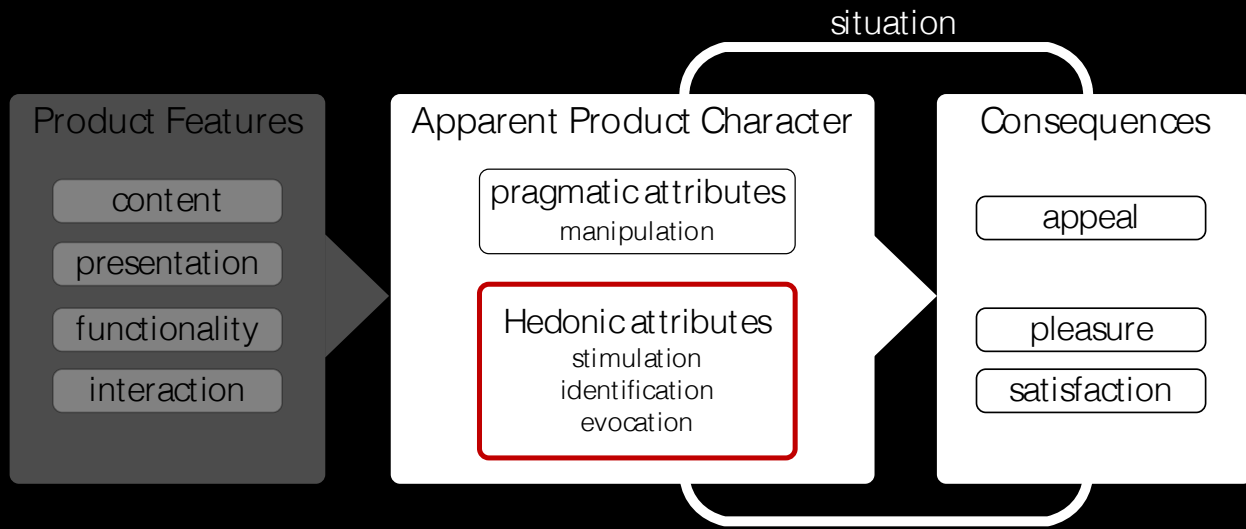 situation
Product Features
content
presentation
functionality
interaction
Apparent Product Character
pragmatic attributes
manipulation
Hedonic attributes
stimulation
identification
evocation
Consequences
appeal
pleasure
satisfaction